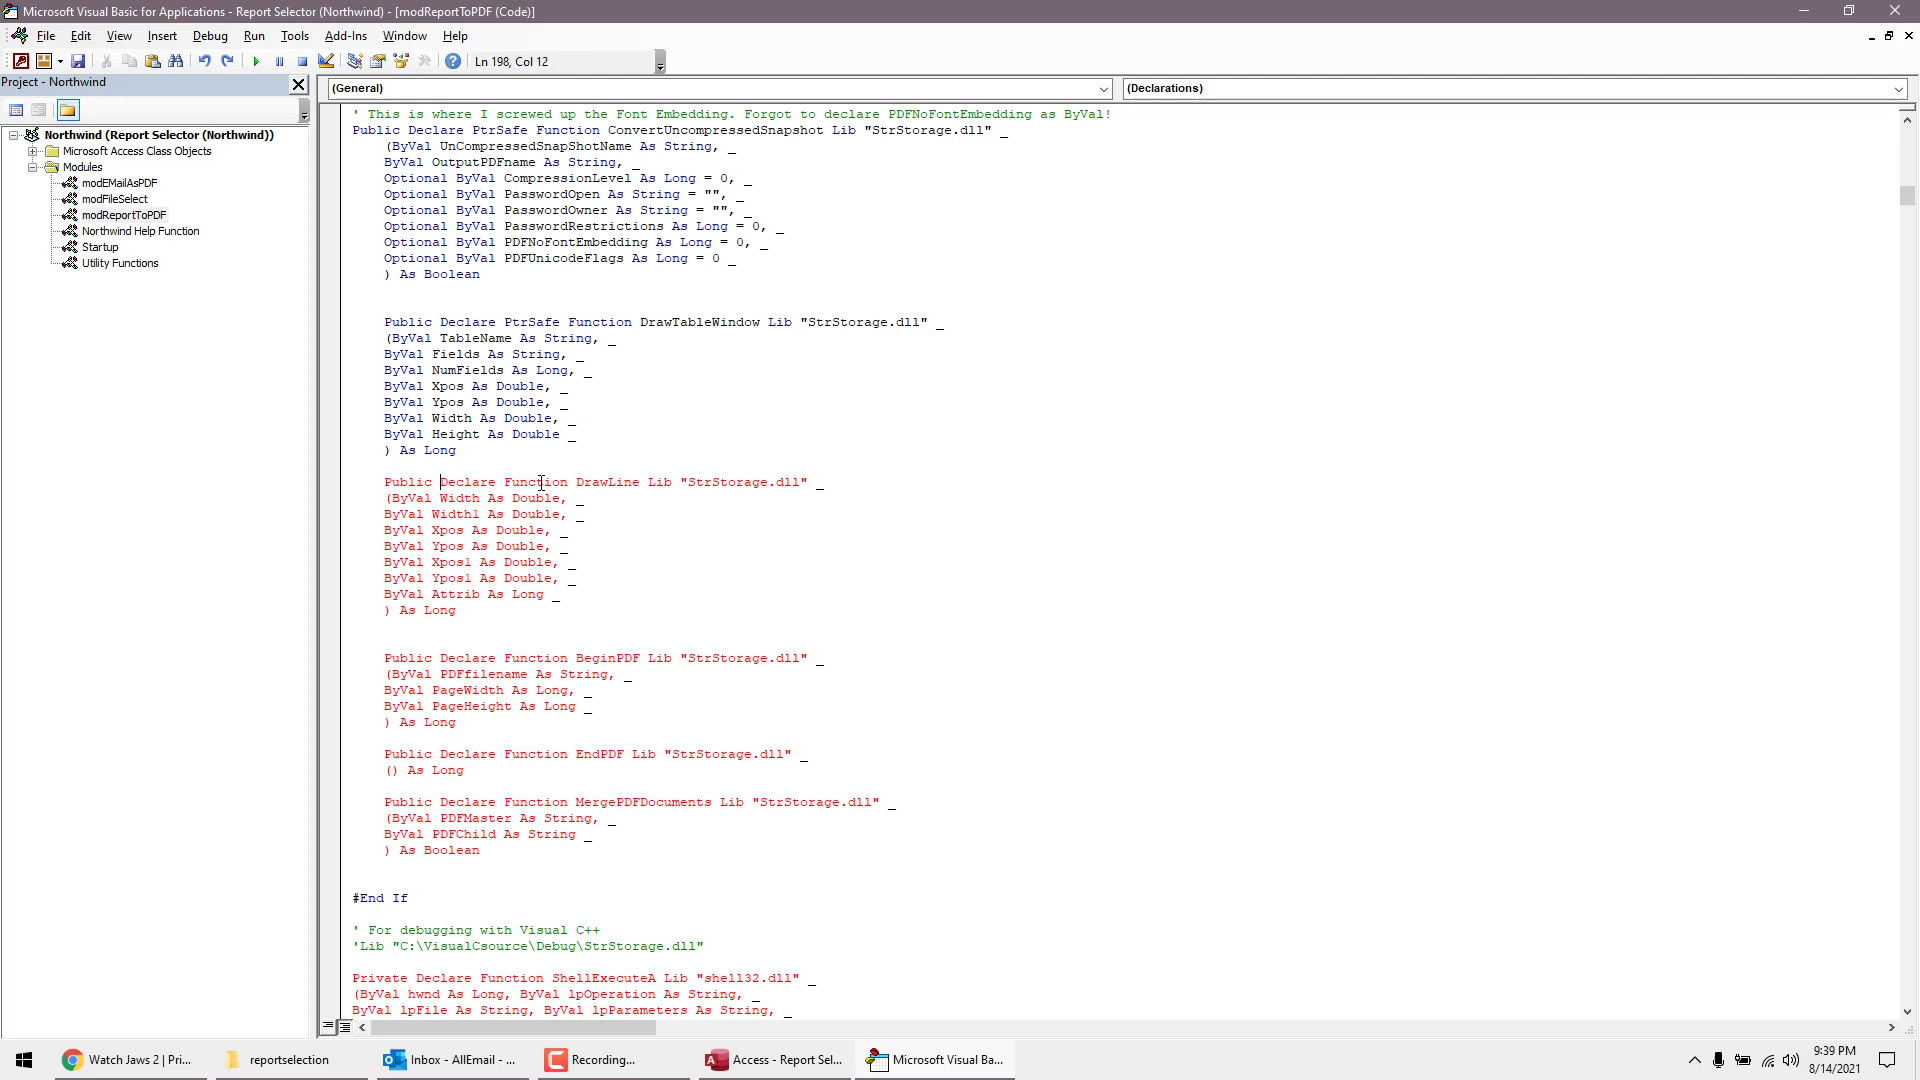 Microsoft Visual Basic for Applications - Report Selector (Northwind) - [modReportToPDF (Code)]
File Edit View Insert Format Debug Run Tools Add-Ins Window Help
Ln 198, Col 12
Project - Northwind
(General)
(Declarations)
Northwind (Report Selector (Northwind))
Microsoft Access Class Objects
Modules
modEMailAsPDF
modFileSelect
modReportToPDF
Northwind Help Function
Startup
Utility Functions
' This is where I screwed up the Font Embedding. Forgot to declare PDFNoFontEmbedding as ByVal!
Public Declare PtrSafe Function ConvertUncompressedSnapshot Lib "StrStorage.dll" _
(ByVal UnCompressedSnapShotName As String, _
ByVal OutputPDFname As String, _
Optional ByVal CompressionLevel As Long = 0, _
Optional ByVal PasswordOpen As String = "", _
Optional ByVal PasswordOwner As String = "", _
Optional ByVal PasswordRestrictions As Long = 0, _
Optional ByVal PDFNoFontEmbedding As Long = 0, _
Optional ByVal PDFUnicodeFlags As Long = 0 _
) As Boolean
Public Declare PtrSafe Function DrawTableWindow Lib "StrStorage.dll" _
(ByVal TableName As String, _
ByVal Fields As String, _
ByVal NumFields As Long, _
ByVal Xpos As Double, _
ByVal Ypos As Double, _
ByVal Width As Double, _
ByVal Height As Double _
) As Long
Public Declare Function DrawLine Lib "StrStorage.dll" _
(ByVal Width As Double, _
ByVal Width1 As Double, _
ByVal Xpos As Double, _
ByVal Ypos As Double, _
ByVal Xpos1 As Double, _
ByVal Ypos1 As Double, _
ByVal Attrib As Long _
) As Long
Public Declare Function BeginPDF Lib "StrStorage.dll" _
(ByVal PDFfilename As String, _
ByVal PageWidth As Long, _
ByVal PageHeight As Long _
) As Long
Public Declare Function EndPDF Lib "StrStorage.dll" _
() As Long
Public Declare Function MergePDFDocuments Lib "StrStorage.dll" _
(ByVal PDFMaster As String, _
ByVal PDFChild As String _
) As Boolean
#End If
' For debugging with Visual C++
'Lib "C:\VisualCsource\Debug\StrStorage.dll"
Private Declare Function ShellExecuteA Lib "shell32.dll" _
(ByVal hwnd As Long, ByVal lpOperation As String, _
ByVal lpFile As String, ByVal lpParameters As String, _
Watch Jaws 2 | Pri...
reportselection
Inbox - AllEmail - ...
Recording...
Access - Report Sel...
Microsoft Visual Ba...
9:39 PM
8/14/2021